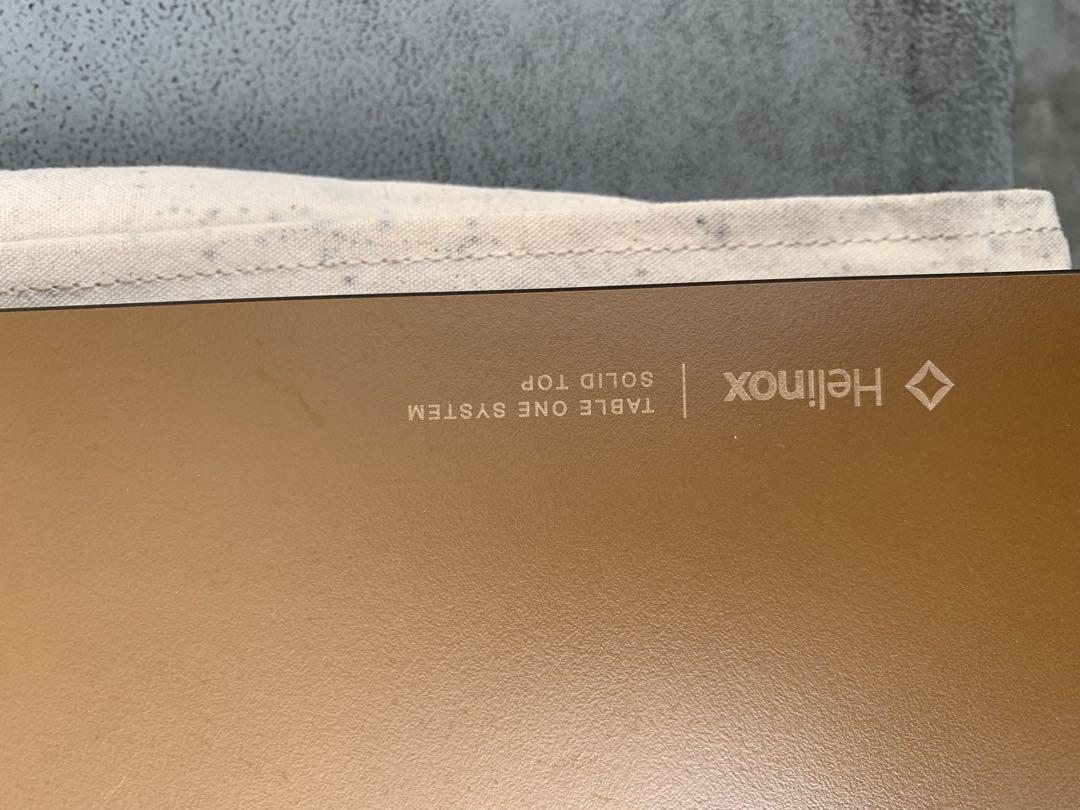 Helinox
TABLE ONE SYSTEM
SOLID TOP